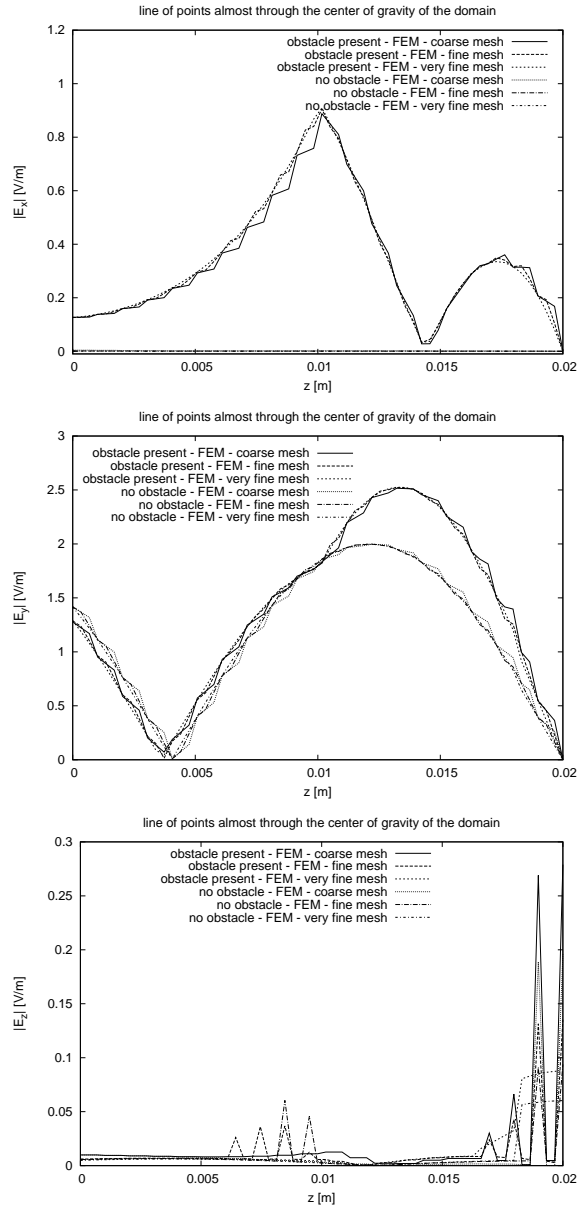 line of points almost through the center of gravity of the domain
1.2
obstacle present - FEM - coarse mesh
obstacle present - FEM - fine mesh
obstacle present - FEM - very fine mesh
no obstacle - FEM - coarse mesh
no obstacle - FEM - fine mesh
no obstacle - FEM - very fine mesh
1
0.8
0.6
0.4
0.2
0
|Ex| [V/m]
0
0.005
0.01
0.015
0.02
z [m]
line of points almost through the center of gravity of the domain
3
obstacle present - FEM - coarse mesh
obstacle present - FEM - fine mesh
obstacle present - FEM - very fine mesh
no obstacle - FEM - coarse mesh
no obstacle - FEM - fine mesh
no obstacle - FEM - very fine mesh
2.5
2
1.5
1
0.5
0
|Ey| [V/m]
0
0.005
0.01
0.015
0.02
z [m]
line of points almost through the center of gravity of the domain
0.3
obstacle present - FEM - coarse mesh
obstacle present - FEM - fine mesh
obstacle present - FEM - very fine mesh
no obstacle - FEM - coarse mesh
no obstacle - FEM - fine mesh
no obstacle - FEM - very fine mesh
0.25
0.2
0.15
0.1
0.05
0
|Ez| [V/m]
0
0.005
0.01
0.015
0.02
z [m]